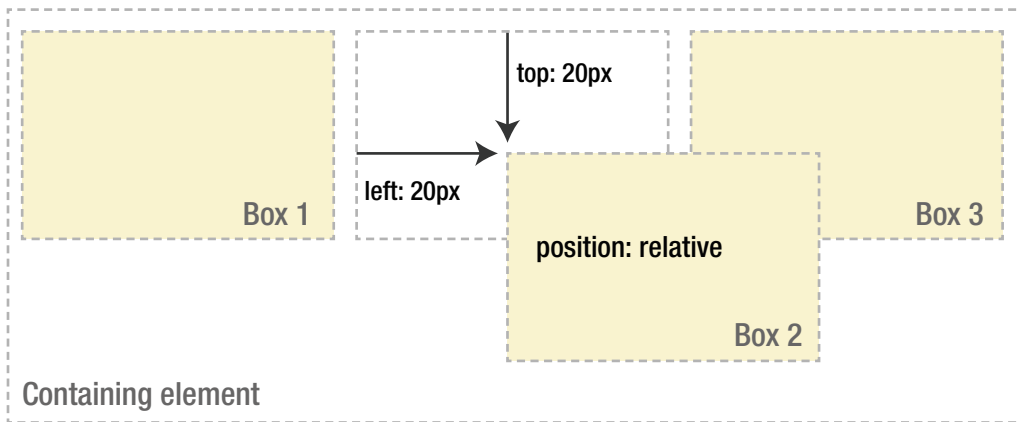 top: 20px
left: 20px
Box 1
Box 3
position: relative
Box 2
Containing element